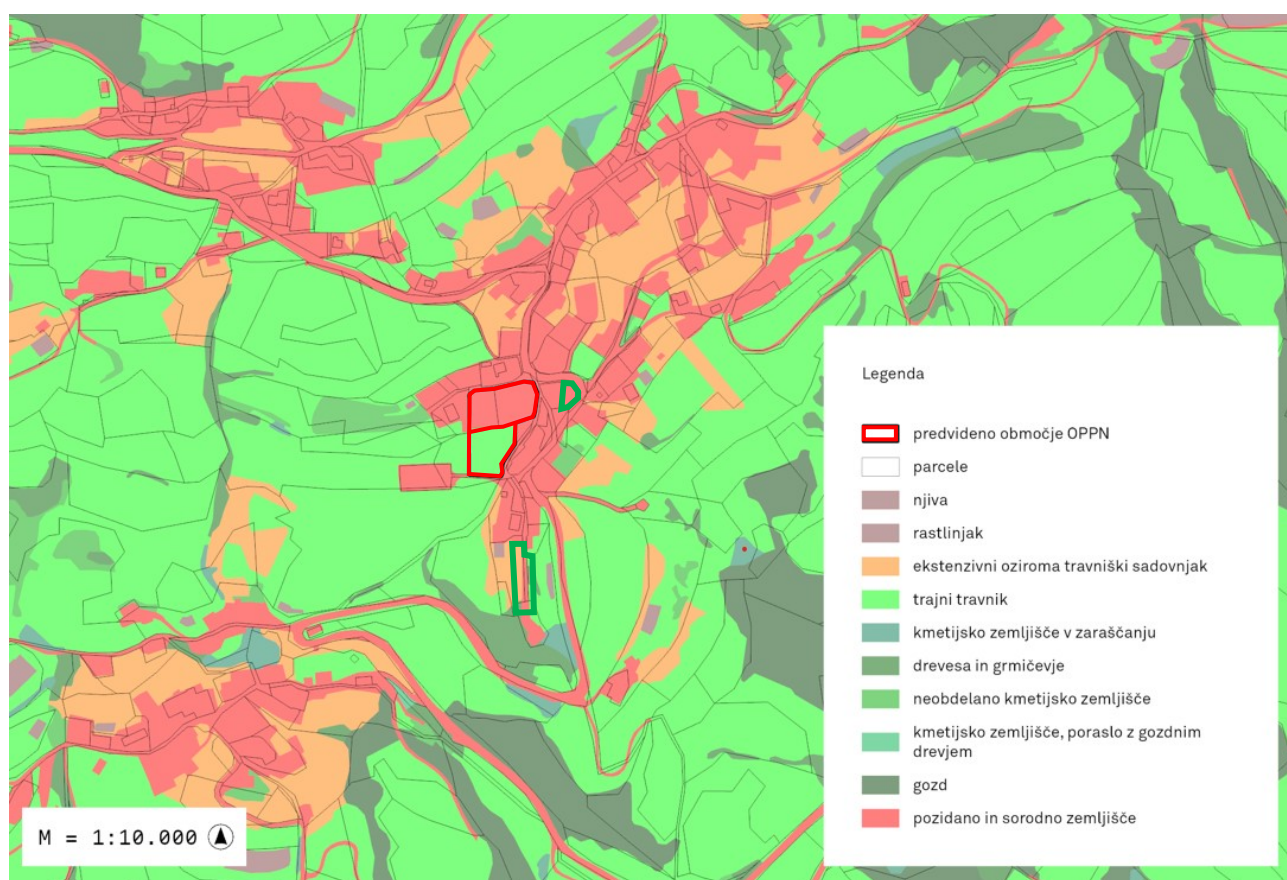 Legenda
predvideno območje OPPN
parcele
njiva
rastlinjak
ekstenzivni oziroma travniški sadovnjak
trajni travnik
kmetijsko zemljišče v zaraščanju
drevesa in grmičevje
neobdelano kmetijsko zemljišče
kmetijsko zemljišče, poraslo z gozdnim
drevjem
gozd
pozidano in sorodno zemljišče
M = 1:10.000